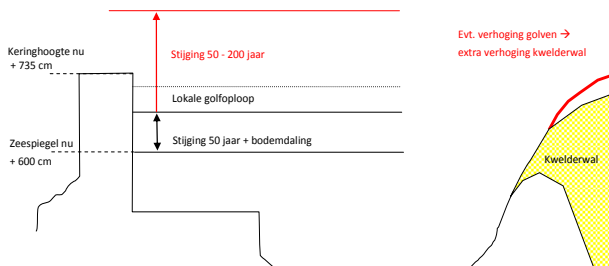 Keringhoogte nu
+ 735 cm
Stijging 50 - 200 jaar
Evt. verhoging golven →
extra verhoging kwelderwal
Lokale golfoploop
Zeespiegel nu
+ 600 cm
Stijging 50 jaar + bodemdaling
Kwelderwal